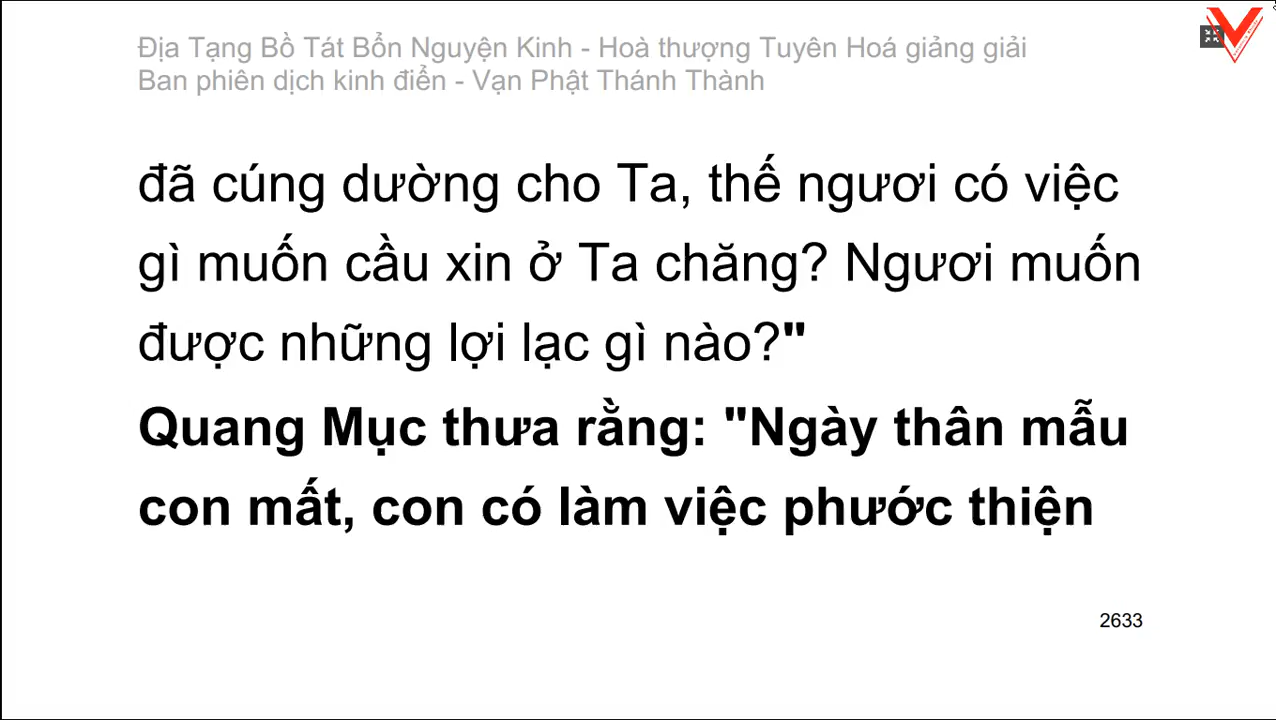 Địa Tạng Bồ Tát Bổn Nguyện Kinh - Hoà thượng Tuyên Hoá giảng giải
Ban phiên dịch kinh điển - Vạn Phật Thánh Thành
đã cúng dường cho Ta, thế ngươi có việc
gì muốn cầu xin ở Ta chăng? Ngươi muốn
được những lợi lạc gì nào?"
Quang Mục thưa rằng: "Ngày thân mẫu
con mất, con có làm việc phước thiện
2633